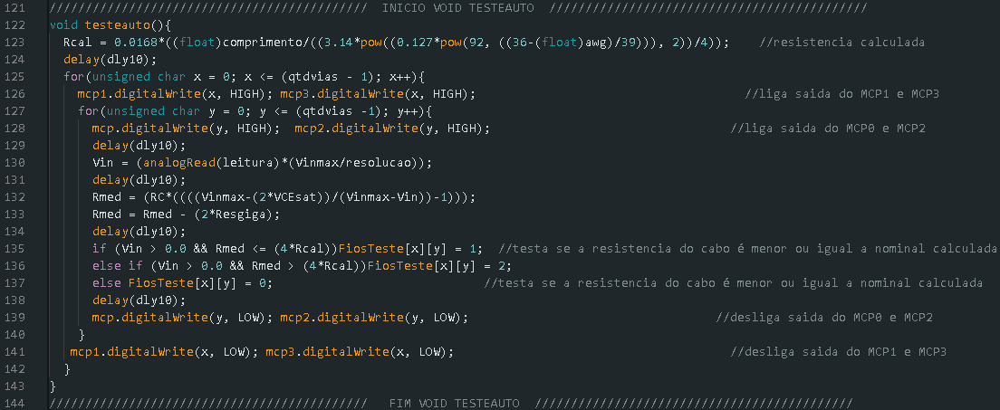 121 ///////////////////////////////////////////// INICIO VOID TESTEAUTO /////////////////////////////////////////////
122 void testeauto(){
123 Rcal = 0.0168*((float)comprimento/((3.14*pow((0.127*pow(92, ((36-(float)awg)/39))), 2))/4)); //resistencia calculada
124 delay(dly10);
125 for(unsigned char x = 0; x <= (qtdvias - 1); x++){
126 mcp1.digitalWrite(x, HIGH); mcp3.digitalWrite(x, HIGH); //liga saida do MCP1 e MCP3
127 for(unsigned char y = 0; y <= (qtdvias -1); y++){
128 mcp.digitalWrite(y, HIGH); mcp2.digitalWrite(y, HIGH); //liga saida do MCP0 e MCP2
129 delay(dly10);
130 Vin = (analogRead(leitura)*(Vinmax/resolucao));
131 delay(dly10);
132 Rmed = (RC*((((Vinmax-(2*VCEsat))/(Vinmax-Vin))-1)));
133 Rmed = Rmed - (2*Resgiga);
134 delay(dly10);
135 if (Vin > 0.0 && Rmed <= (4*Rcal))FiosTeste[x][y] = 1; //testa se a resistencia do cabo é menor ou igual a nominal calculada
136 else if (Vin > 0.0 && Rmed > (4*Rcal))FiosTeste[x][y] = 2;
137 else FiosTeste[x][y] = 0; //testa se a resistencia do cabo é menor ou igual a nominal calculada
138 delay(dly10);
139 mcp.digitalWrite(y, LOW); mcp2.digitalWrite(y, LOW); //desliga saida do MCP0 e MCP2
140 }
141 mcp1.digitalWrite(x, LOW); mcp3.digitalWrite(x, LOW); //desliga saida do MCP1 e MCP3
142 }
143 }
144 ///////////////////////////////////////////// FIM VOID TESTEAUTO /////////////////////////////////////////////